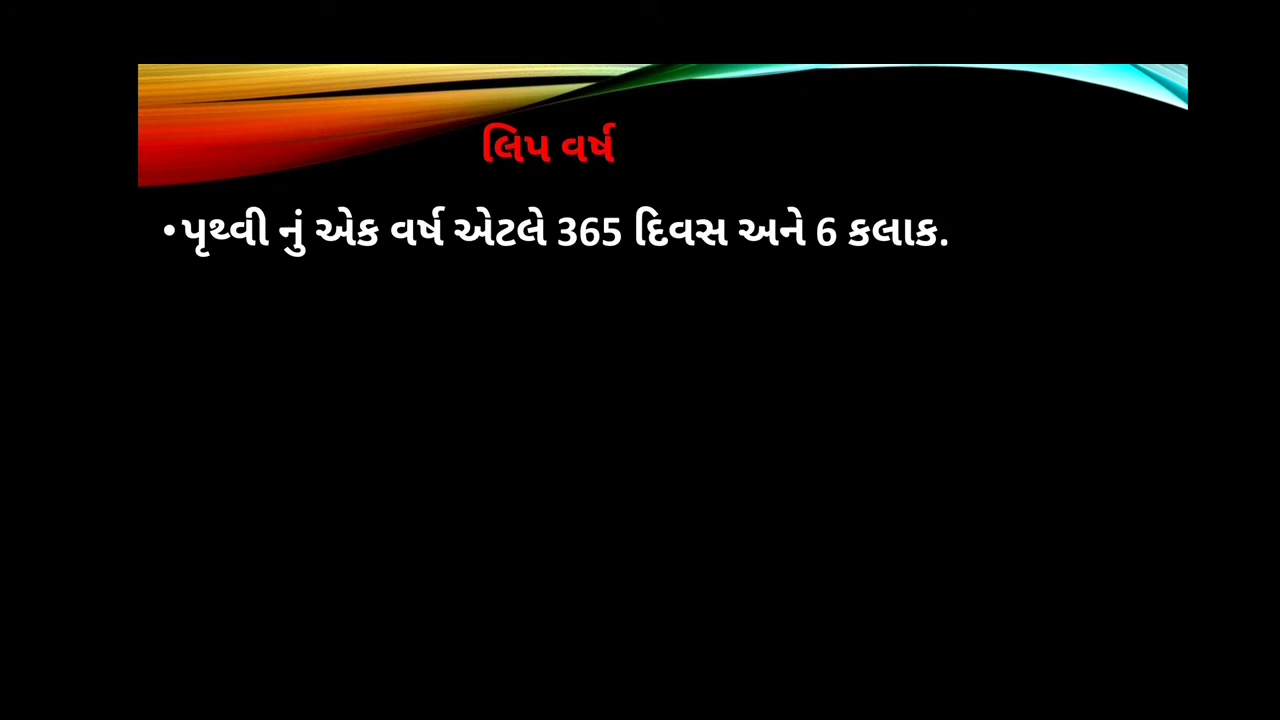 લિપ વર્ષ
•પૃથ્વી નું એક વર્ષ એટલે 365 દિવસ અને 6 કલાક.